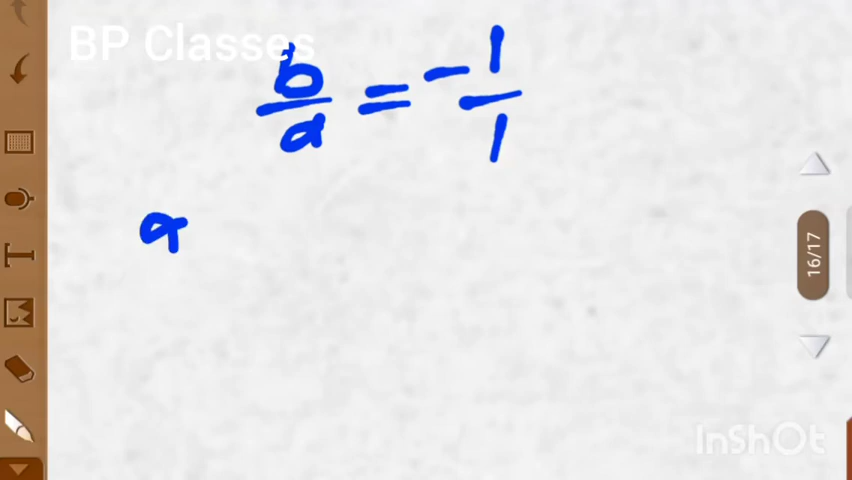 BP Classes
b/a = -1/1
a
16/17
InShOt